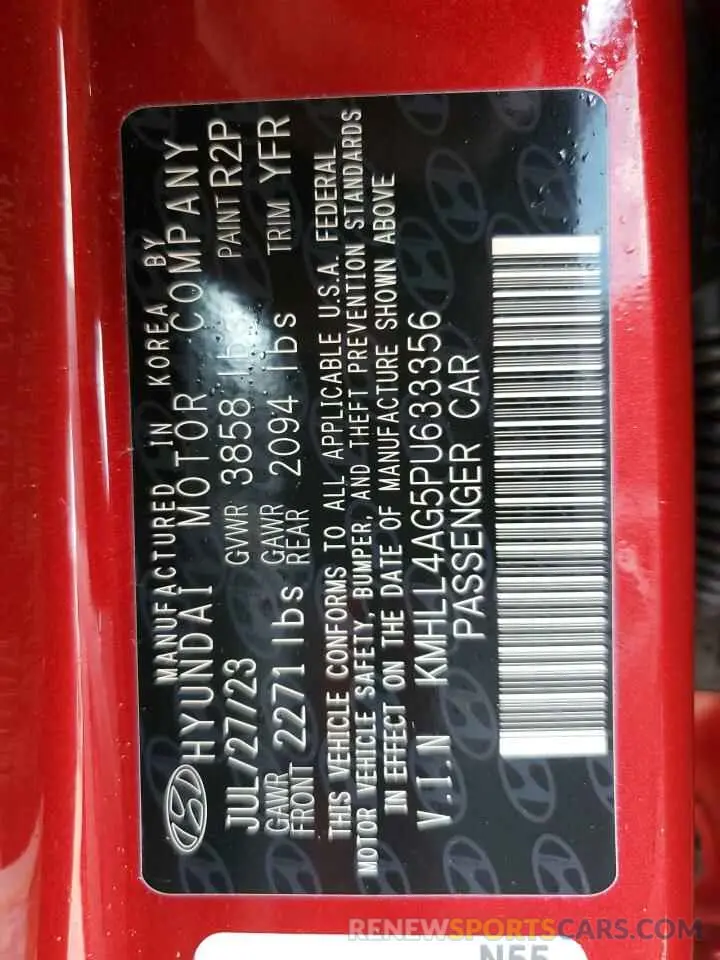 MANUFACTURED IN KOREA BY
HYUNDAI MOTOR COMPANY
JUL/27/23 GVWR 3858 lbs PAINT R2P
GAWR FRONT 2271 lbs GAWR REAR 2094 lbs TRIM YFR
THIS VEHICLE CONFORMS TO ALL APPLICABLE U.S.A. FEDERAL
MOTOR VEHICLE SAFETY, BUMPER, AND THEFT PREVENTION STANDARDS
IN EFFECT ON THE DATE OF MANUFACTURE SHOWN ABOVE
V.I.N KMHLL4AG5PU633356
PASSENGER CAR
RENEWSPORTSCARS.COM
N55